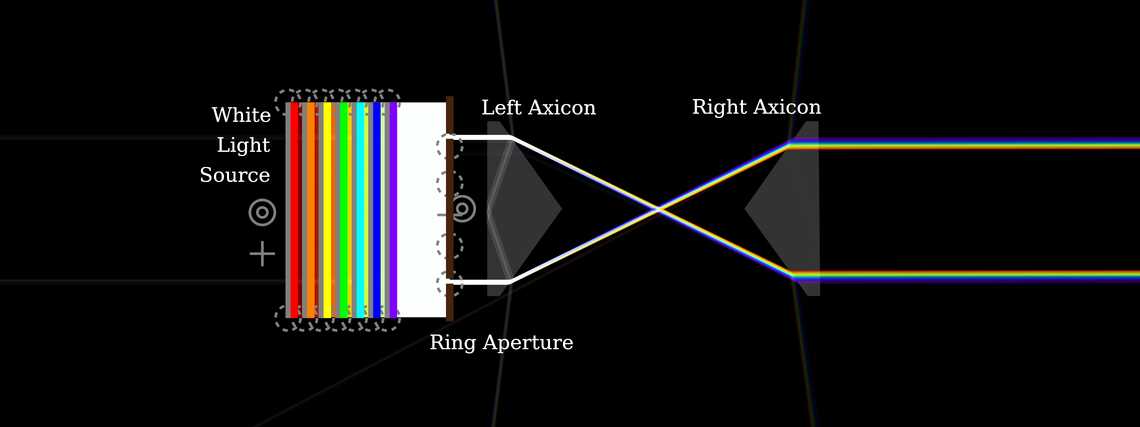 White
Light
Source
Left Axicon
Right Axicon
Ring Aperture